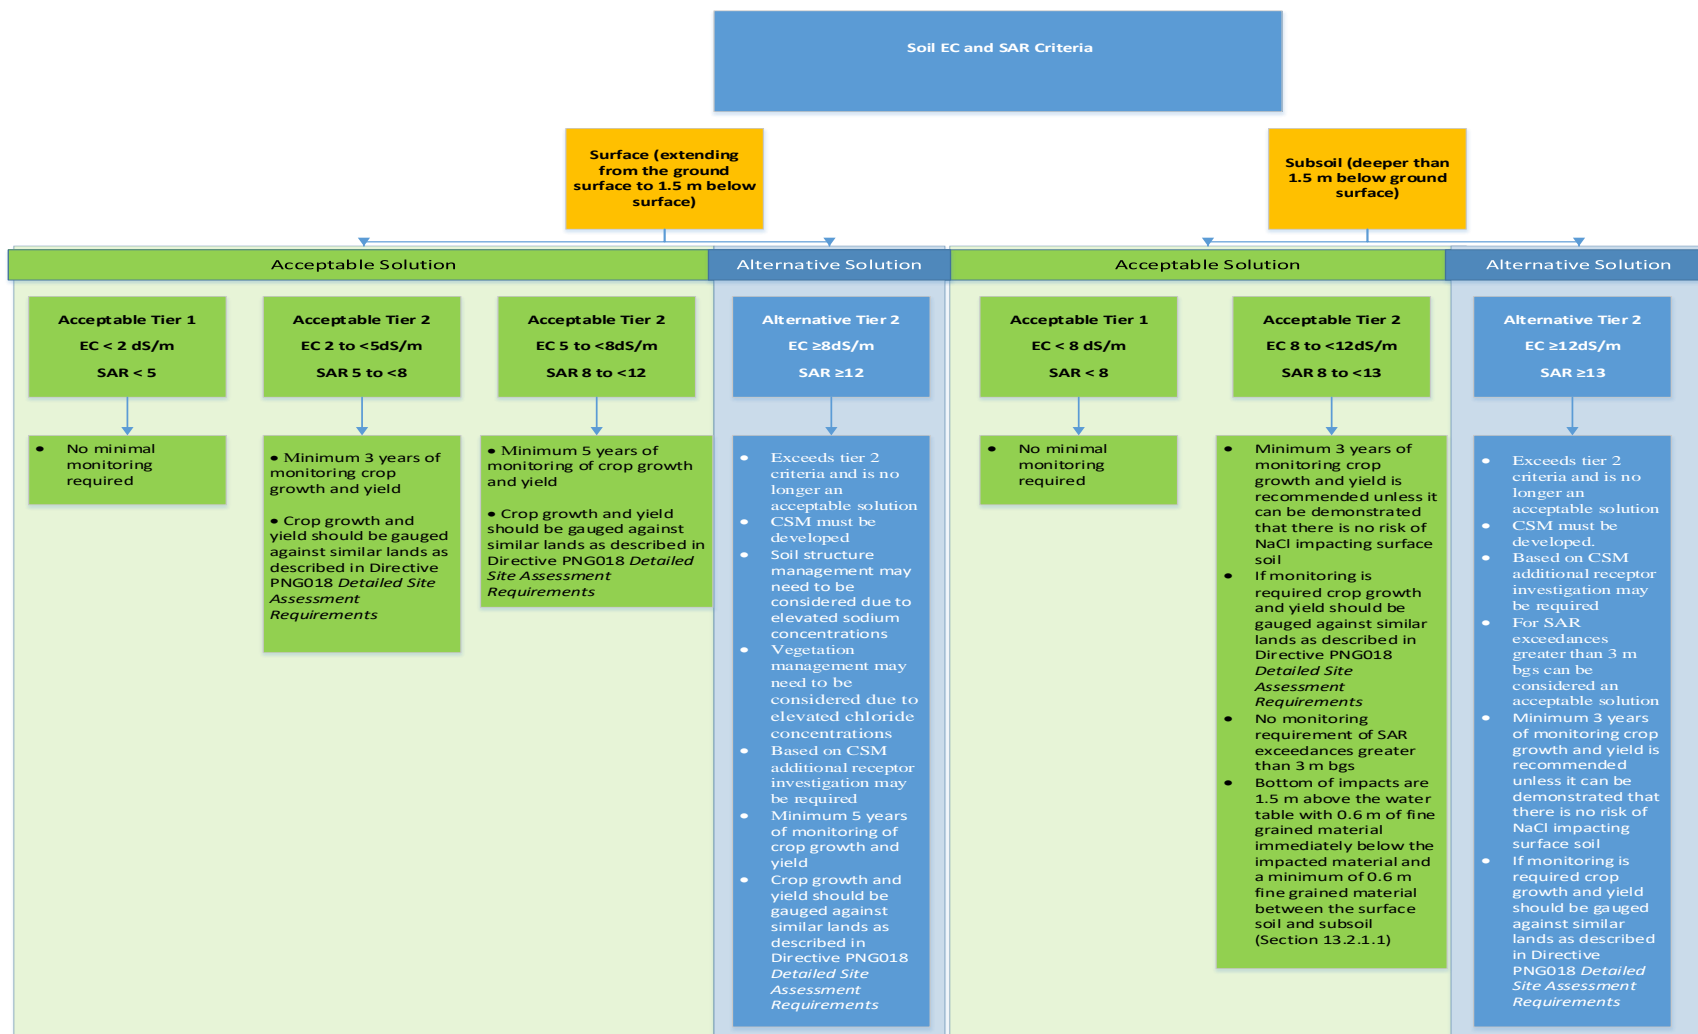 Soil EC and SAR Criteria
Surface (extending
from the ground
surface to 1.5 m below
surface)
Subsoil (deeper than
1.5 m below ground
surface)
Acceptable Solution
Alternative Solution
Acceptable Solution
Alternative Solution
Acceptable Tier 1
EC < 2 dS/m
SAR < 5
Acceptable Tier 2
EC 2 to <5dS/m
SAR 5 to <8
Acceptable Tier 2
EC 5 to <8dS/m
SAR 8 to <12
Alternative Tier 2
EC ≥8dS/m
SAR ≥12
Acceptable Tier 1
EC < 8 dS/m
SAR < 8
Acceptable Tier 2
EC 8 to <12dS/m
SAR 8 to <13
Alternative Tier 2
EC ≥12dS/m
SAR ≥13
• No minimal
monitoring
required
• Minimum 3 years of
monitoring crop
growth and yield
• Crop growth and
yield should be gauged
against similar lands as
described in Directive
PNG018 Detailed Site
Assessment
Requirements
• Minimum 5 years of
monitoring of crop growth
and yield
• Crop growth and yield
should be gauged against
similar lands as described in
Directive PNG018 Detailed
Site Assessment
Requirements
• Exceeds tier 2
criteria and is no
longer an
acceptable solution
• CSM must be
developed
• Soil structure
management may
need to be
considered due to
elevated sodium
concentrations
• Vegetation
management may
need to be
considered due to
elevated chloride
concentrations
• Based on CSM
additional receptor
investigation may
be required
• Minimum 5 years
of monitoring of
crop growth and
yield
• Crop growth and
yield should be
gauged against
similar lands as
described in
Directive PNG018
Detailed Site
Assessment
Requirements
• No minimal
monitoring
required
• Minimum 3 years of
monitoring crop
growth and yield is
recommended unless it
can be demonstrated
that there is no risk of
NaCl impacting surface
soil
• If monitoring is
required crop growth
and yield should be
gauged against similar
lands as described in
Directive PNG018
Detailed Site
Assessment
Requirements
• No monitoring
requirement of SAR
exceedances greater
than 3 m bgs
• Bottom of impacts are
1.5 m above the water
table with 0.6 m of fine
grained material
immediately below the
impacted material and
a minimum of 0.6 m
fine grained material
between the surface
soil and subsoil
(Section 13.2.1.1)
• Exceeds tier 2
criteria and is no
longer an
acceptable solution
• CSM must be
developed.
• Based on CSM
additional receptor
investigation may
be required
• For SAR
exceedances
greater than 3 m
bgs can be
considered an
acceptable solution
• Minimum 3 years
of monitoring crop
growth and yield is
recommended
unless it can be
demonstrated that
there is no risk of
NaCl impacting
surface soil
• If monitoring is
required crop
growth and yield
should be gauged
against similar
lands as described
in Directive
PNG018 Detailed
Site Assessment
Requirements